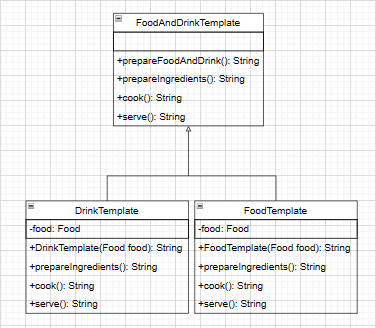 FoodAndDrinkTemplate
+prepareFoodAndDrink(): String
+prepareIngredients(): String
+cook(): String
+serve(): String
DrinkTemplate
-food: Food
+DrinkTemplate(Food food): String
+prepareIngredients(): String
+cook(): String
+serve(): String
FoodTemplate
-food: Food
+FoodTemplate(Food food): String
+prepareIngredients(): String
+cook(): String
+serve(): String